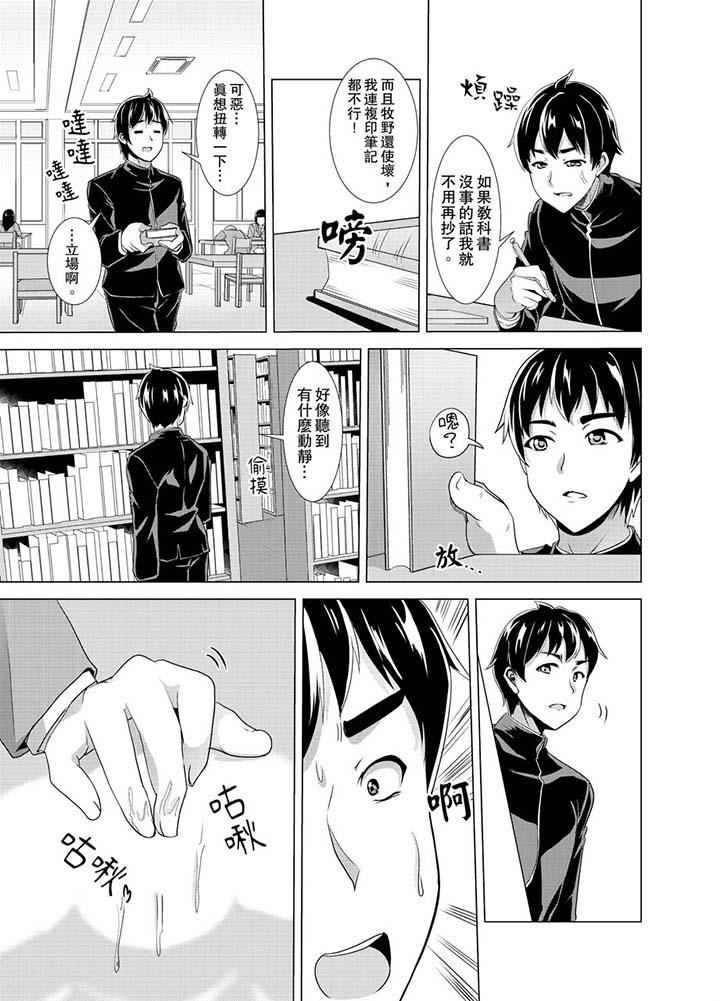 煩躁
如果教科書
沒事的話我就
不用再抄了。
而且牧野還使壞，
我連複印筆記
都不行！
嗙
可惡…
真想扭轉一下…
噠噠
噠噠
…立場啊。
嗯？
放…
好像聽到
有什麼動靜…
偷摸
啊
咕啾
咕啾